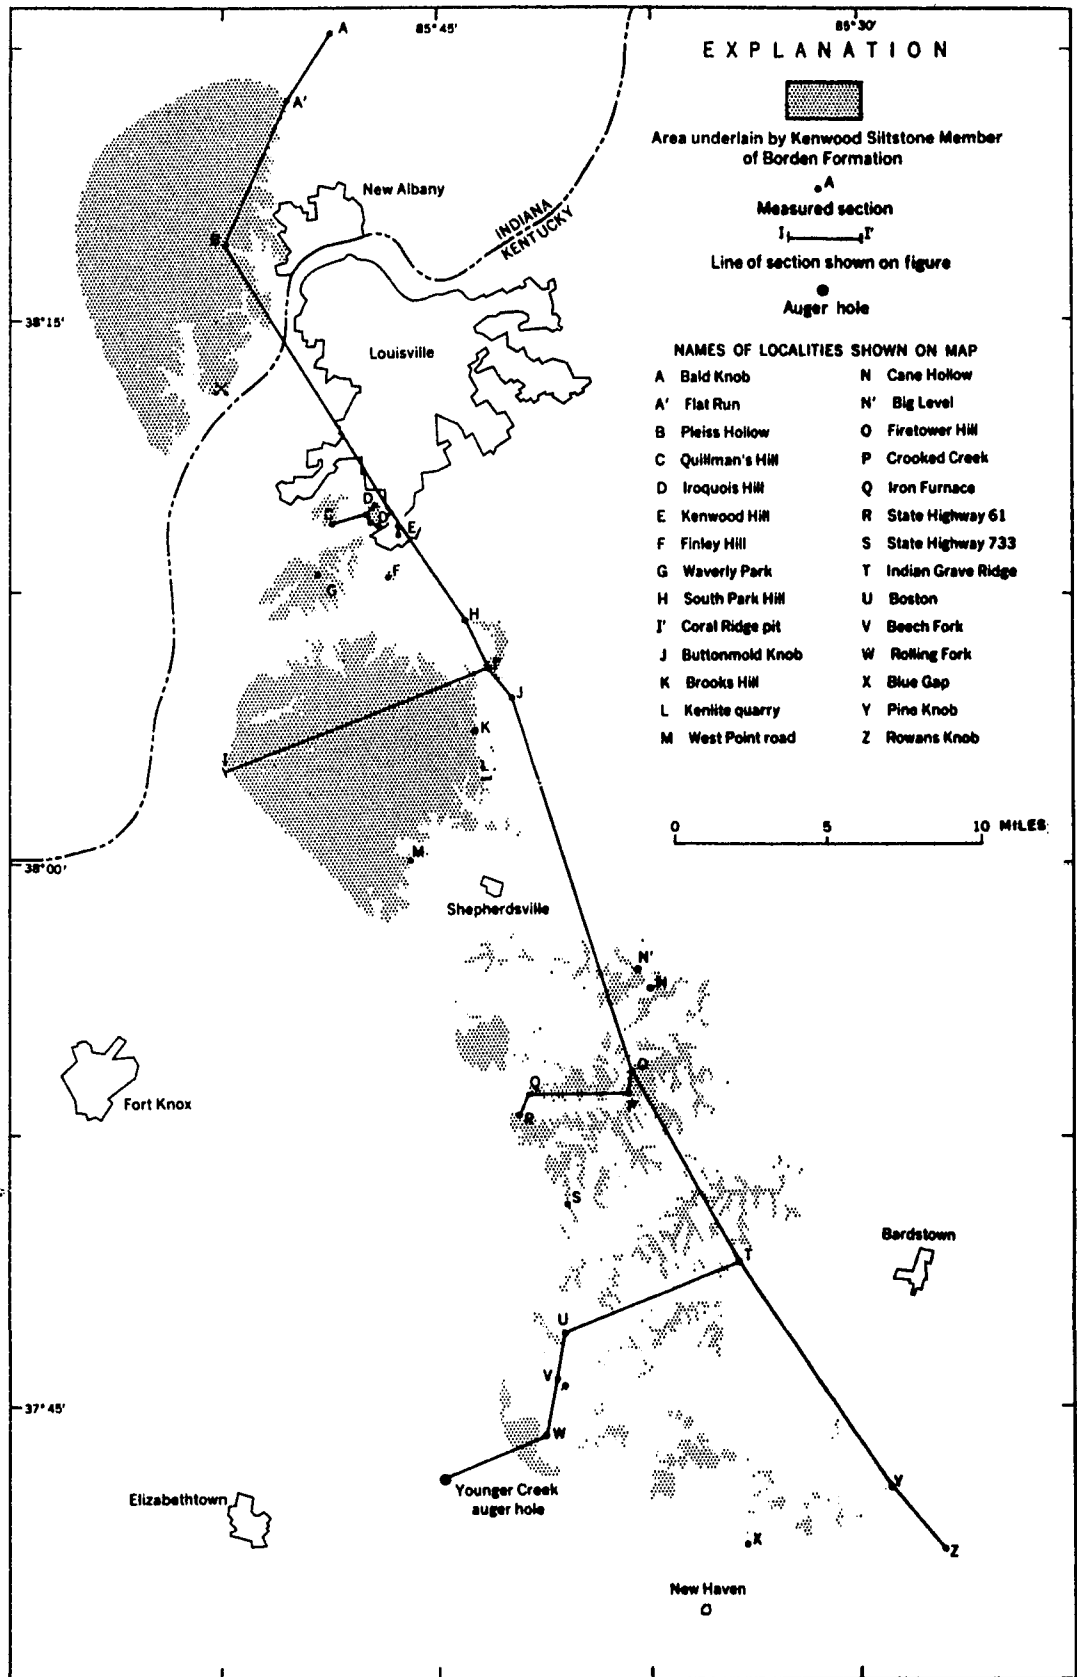 85°45'
85°30'
A
A'
B
New Albany
INDIANA
KENTUCKY
38°15'
Louisville
EXPLANATION
Area underlain by Kenwood Siltstone Member
of Borden Formation
A
Measured section
I I'
Line of section shown on figure
Auger hole
NAMES OF LOCALITIES SHOWN ON MAP
A Bald Knob
A' Flat Run
B Pleiss Hollow
C Quillman's Hill
D Iroquois Hill
E Kenwood Hill
F Finley Hill
G Waverly Park
H South Park Hill
I' Coral Ridge pit
J Buttonmold Knob
K Brooks Hill
L Kenlite quarry
M West Point road
N Cane Hollow
N' Big Level
O Firetower Hill
P Crooked Creek
Q Iron Furnace
R State Highway 61
S State Highway 733
T Indian Grave Ridge
U Boston
V Beech Fork
W Rolling Fork
X Blue Gap
Y Pine Knob
Z Rowans Knob
0 5 10 MILES
D
E
F
G
H
J
K
I
L
M
38°00'
Shepherdsville
N'
N
O
Q
R
Fort Knox
S
Bardstown
T
U
V
37°45'
W
Younger Creek
auger hole
Elizabethtown
Y
X
Z
New Haven